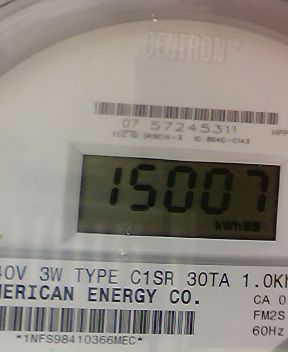 CENTRON®
07 57245311
15007
kWh
40V 3W TYPE C1SR 30TA 1.0K
MERICAN ENERGY CO.
CA 0
FM2S
60Hz
*1NFS98410366MEC*